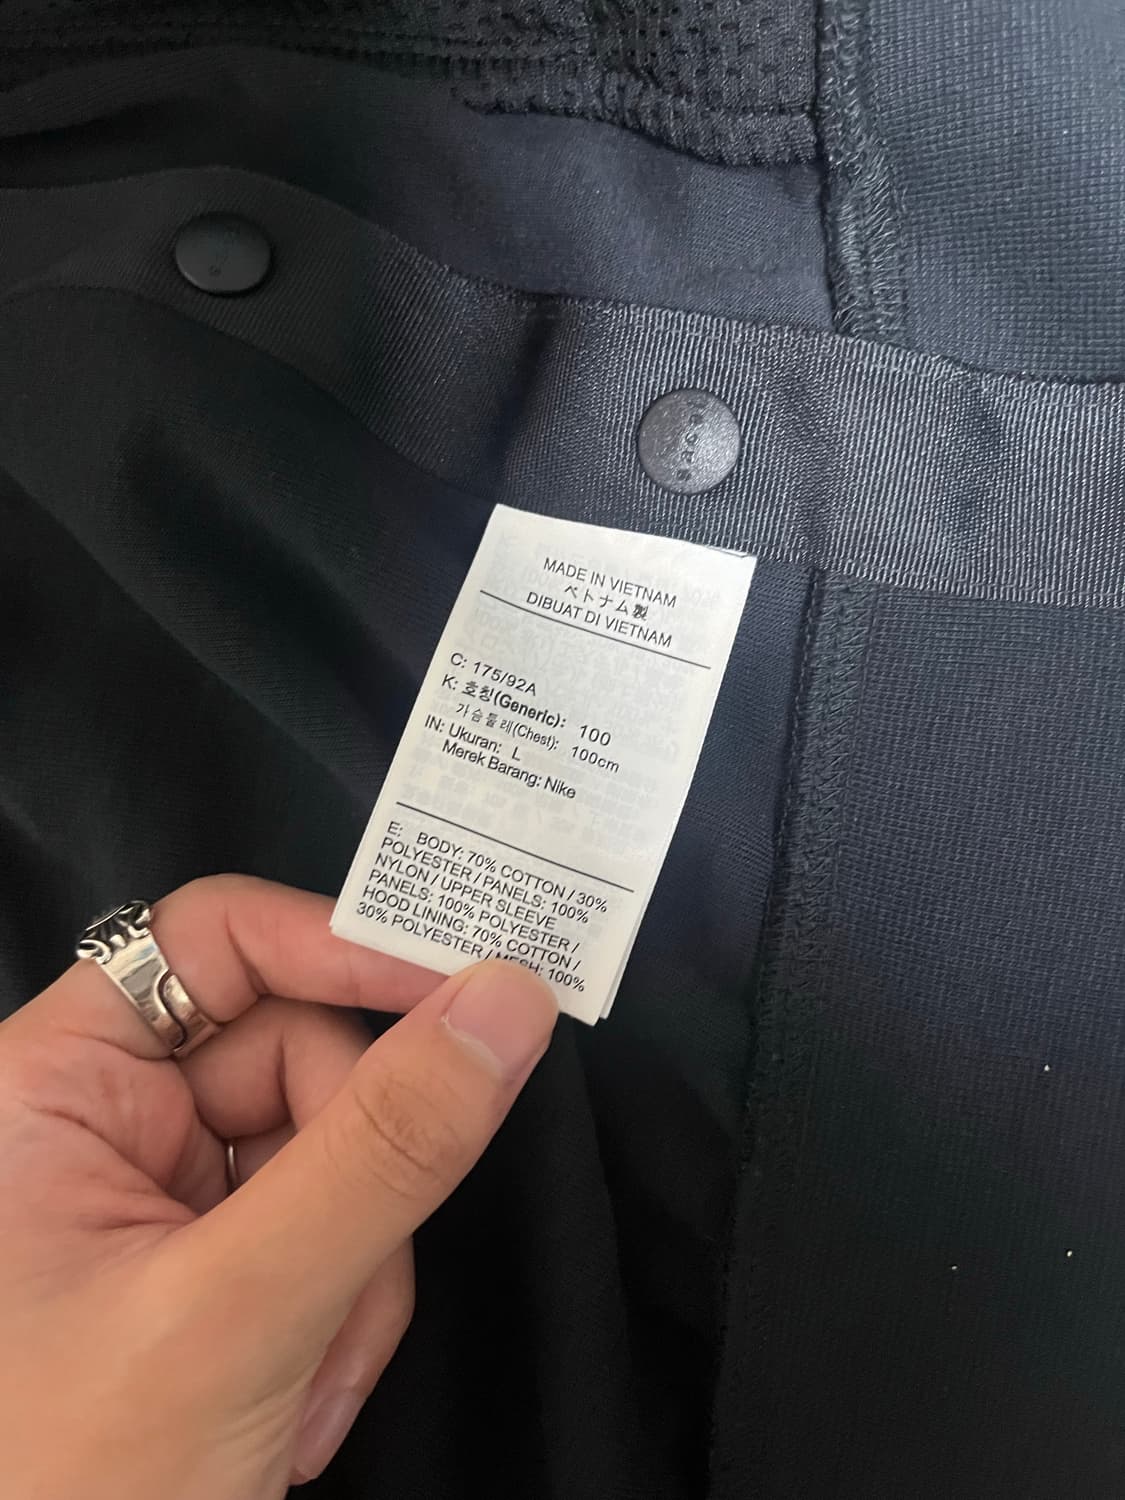 MADE IN VIETNAM
ベトナム製
DIBUAT DI VIETNAM
C: 175/92A
K: 호칭(Generic): 100
가슴둘레(Chest): 100cm
IN: Ukuran: L
Merek Barang: Nike
E: BODY: 70% COTTON / 30%
POLYESTER / PANELS: 100%
NYLON / UPPER SLEEVE
PANELS: 100% POLYESTER /
HOOD LINING: 70% COTTON /
30% POLYESTER / MESH: 100%